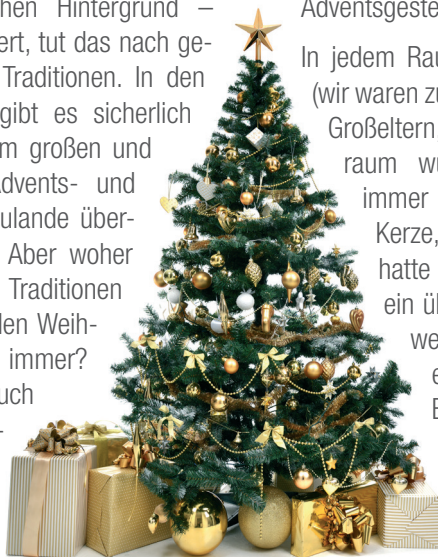 chen Hintergrund –
ert, tut das nach ge-
Traditionen. In den
gibt es sicherlich
m großen und
dvents- und
zulande über-
Aber woher
Traditionen
den Weih-
immer?
uch
-
Adventsgeste
In jedem Rau
(wir waren zu
Großeltern
raum wu
immer
Kerze,
hatte
ein üb
we
e
E